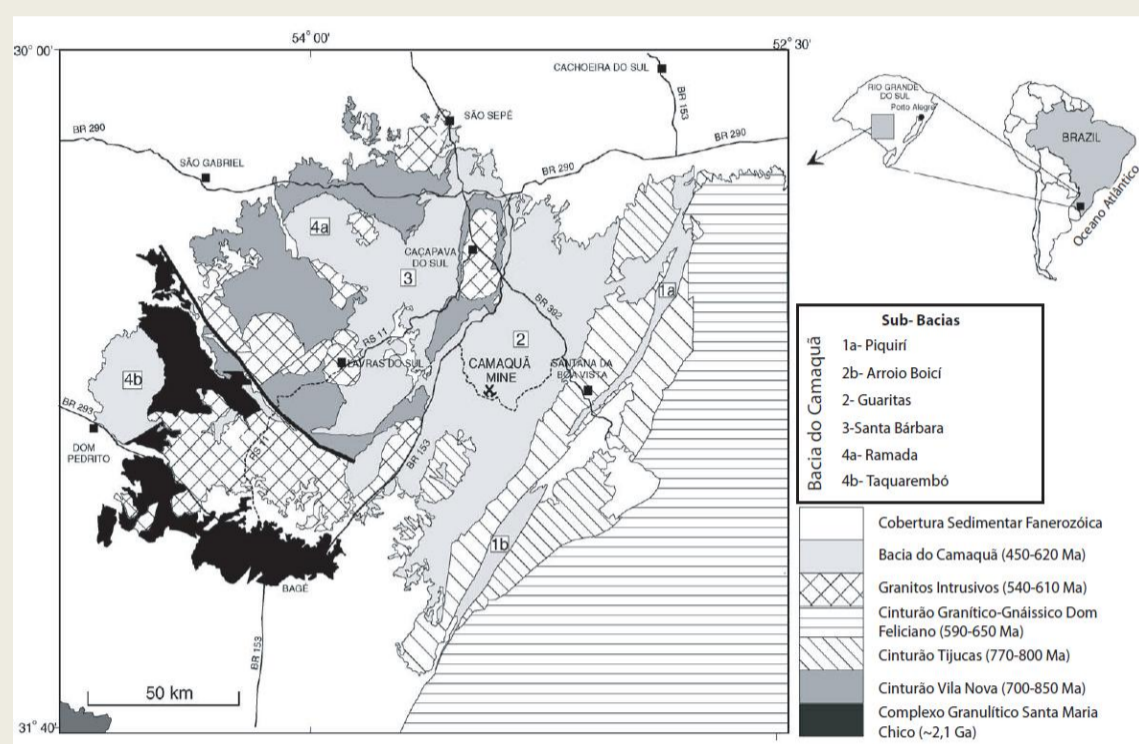 30° 00'
54° 00
52° 30'
CACHOEIRA DO SUL
BR 153
SÃO SEPÉ
BR 290
BR 290
SÃO GABRIEL
4a
CAÇAPAVA
DO SUL
3
1a
BR 392
RS 11
2
LAVRAS DO SUL
CAMAQUÃ
MINE
SANTANA DA
BOA VISTA
4b
BR 293
DOM
PEDRITO
RS 11
BR 153
1b
BAGÉ
BR 153
50 km
31° 40'
RIO GRANDE
DO SUL
Porto Alegre
BRAZIL
Oceano Atlântico
Bacia do Camaquã
Sub- Bacias
1a- Piquirí
2b- Arroio Boicí
2- Guaritas
3-Santa Bárbara
4a- Ramada
4b- Taquarembó
Cobertura Sedimentar Fanerozóica
Bacia do Camaquã (450-620 Ma)
Granitos Intrusivos (540-610 Ma)
Cinturão Granítico-Gnáissico Dom
Feliciano (590-650 Ma)
Cinturão Tijucas (770-800 Ma)
Cinturão Vila Nova (700-850 Ma)
Complexo Granulítico Santa Maria
Chico (~2,1 Ga)